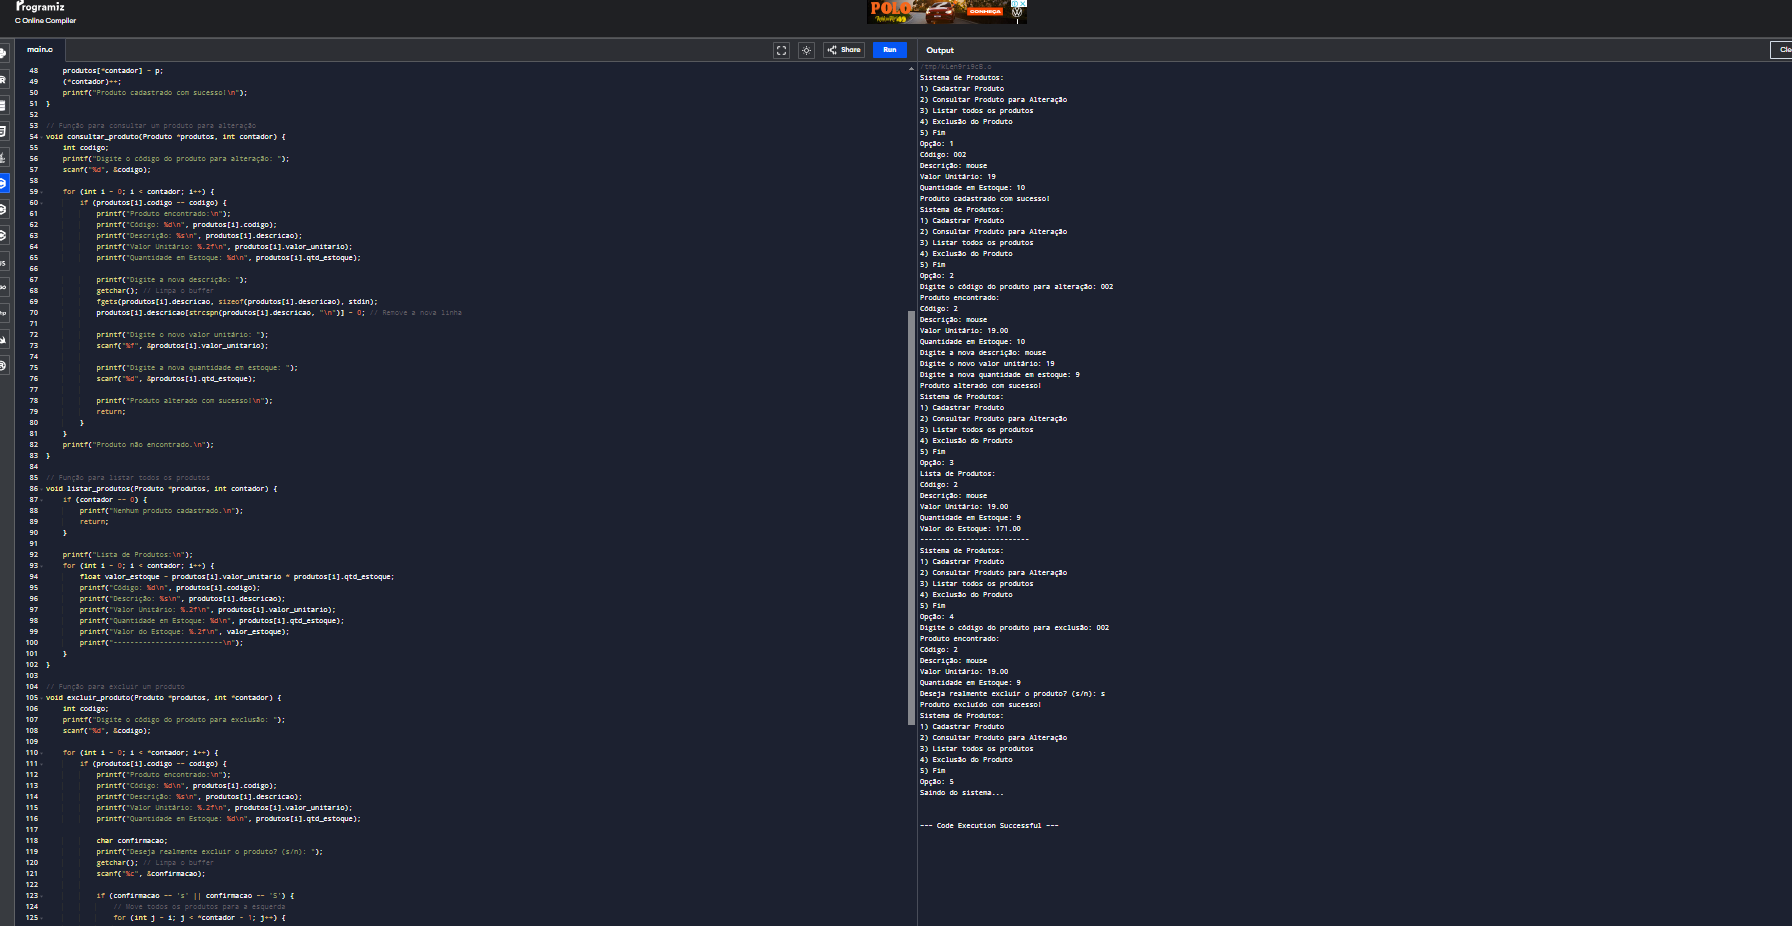 Programiz
C Online Compiler
POLO
CONHEÇA
main.c
Share
Run
Output
48 produtos[*contador] = p;
49 (*contador)++;
50 printf("Produto cadastrado com sucesso!\n");
51 }
52
53 // Função para consultar um produto para alteração
54 void consultar_produto(Produto *produtos, int contador) {
55 int codigo;
56 printf("Digite o código do produto para alteração: ");
57 scanf("%d", &codigo);
58
59 for (int i = 0; i < contador; i++) {
60 if (produtos[i].codigo == codigo) {
61 printf("Produto encontrado:\n");
62 printf("Código: %d\n", produtos[i].codigo);
63 printf("Descrição: %s\n", produtos[i].descricao);
64 printf("Valor Unitário: %.2f\n", produtos[i].valor_unitario);
65 printf("Quantidade em Estoque: %d\n", produtos[i].qtd_estoque);
66
67 printf("Digite a nova descrição: ");
68 getchar(); // Limpa o buffer
69 fgets(produtos[i].descricao, sizeof(produtos[i].descricao), stdin);
70 produtos[i].descricao[strcspn(produtos[i].descricao, "\n")] = 0; // Remove a nova linha
71
72 printf("Digite o novo valor unitário: ");
73 scanf("%f", &produtos[i].valor_unitario);
74
75 printf("Digite a nova quantidade em estoque: ");
76 scanf("%d", &produtos[i].qtd_estoque);
77
78 printf("Produto alterado com sucesso!\n");
79 return;
80 }
81 }
82 printf("Produto não encontrado.\n");
83 }
84
85 // Função para listar todos os produtos
86 void listar_produtos(Produto *produtos, int contador) {
87 if (contador == 0) {
88 printf("Nenhum produto cadastrado.\n");
89 return;
90 }
91
92 printf("Lista de Produtos:\n");
93 for (int i = 0; i < contador; i++) {
94 float valor_estoque = produtos[i].valor_unitario * produtos[i].qtd_estoque;
95 printf("Código: %d\n", produtos[i].codigo);
96 printf("Descrição: %s\n", produtos[i].descricao);
97 printf("Valor Unitário: %.2f\n", produtos[i].valor_unitario);
98 printf("Quantidade em Estoque: %d\n", produtos[i].qtd_estoque);
99 printf("Valor do Estoque: %.2f\n", valor_estoque);
100 printf("--------------------------\n");
101 }
102 }
103
104 // Função para excluir um produto
105 void excluir_produto(Produto *produtos, int *contador) {
106 int codigo;
107 printf("Digite o código do produto para exclusão: ");
108 scanf("%d", &codigo);
109
110 for (int i = 0; i < *contador; i++) {
111 if (produtos[i].codigo == codigo) {
112 printf("Produto encontrado:\n");
113 printf("Código: %d\n", produtos[i].codigo);
114 printf("Descrição: %s\n", produtos[i].descricao);
115 printf("Valor Unitário: %.2f\n", produtos[i].valor_unitario);
116 printf("Quantidade em Estoque: %d\n", produtos[i].qtd_estoque);
117
118 char confirmacao;
119 printf("Deseja realmente excluir o produto? (s/n): ");
120 getchar(); // Limpa o buffer
121 scanf("%c", &confirmacao);
122
123 if (confirmacao == 's' || confirmacao == 'S') {
124 // Move todos os produtos para a esquerda
125 for (int j = i; j < *contador - 1; j++) {
Sistema de Produtos:
1) Cadastrar Produto
2) Consultar Produto para Alteração
3) Listar todos os produtos
4) Exclusão do Produto
5) Fim
Opção: 1
Código: 002
Descrição: mouse
Valor Unitário: 19
Quantidade em Estoque: 10
Produto cadastrado com sucesso!
Sistema de Produtos:
1) Cadastrar Produto
2) Consultar Produto para Alteração
3) Listar todos os produtos
4) Exclusão do Produto
5) Fim
Opção: 2
Digite o código do produto para alteração: 002
Produto encontrado:
Código: 2
Descrição: mouse
Valor Unitário: 19.00
Quantidade em Estoque: 10
Digite a nova descrição: mouse
Digite o novo valor unitário: 19
Digite a nova quantidade em estoque: 9
Produto alterado com sucesso!
Sistema de Produtos:
1) Cadastrar Produto
2) Consultar Produto para Alteração
3) Listar todos os produtos
4) Exclusão do Produto
5) Fim
Opção: 3
Lista de Produtos:
Código: 2
Descrição: mouse
Valor Unitário: 19.00
Quantidade em Estoque: 9
Valor do Estoque: 171.00
--------------------------
Sistema de Produtos:
1) Cadastrar Produto
2) Consultar Produto para Alteração
3) Listar todos os produtos
4) Exclusão do Produto
5) Fim
Opção: 4
Digite o código do produto para exclusão: 002
Produto encontrado:
Código: 2
Descrição: mouse
Valor Unitário: 19.00
Quantidade em Estoque: 9
Deseja realmente excluir o produto? (s/n): s
Produto excluído com sucesso!
Sistema de Produtos:
1) Cadastrar Produto
2) Consultar Produto para Alteração
3) Listar todos os produtos
4) Exclusão do Produto
5) Fim
Opção: 5
Saindo do sistema...
=== Code Execution Successful ===